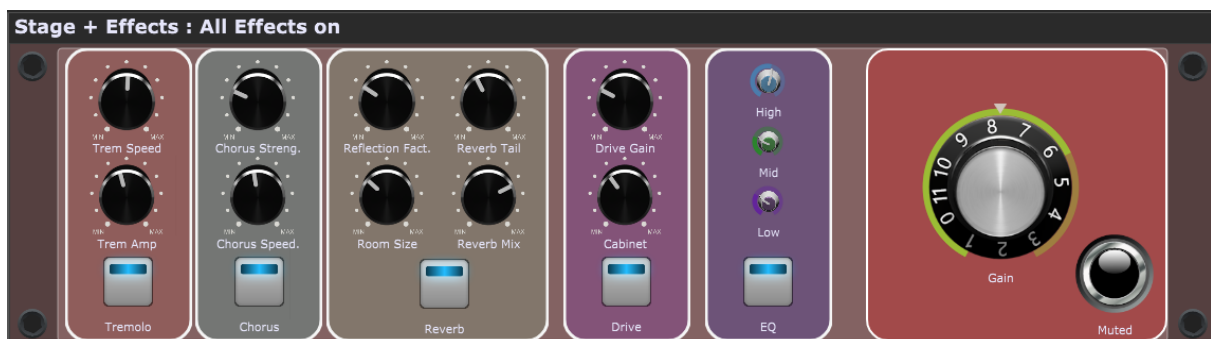 Stage + Effects : All Effects on
MIN MAX
Trem Speed
MIN MAX
Trem Amp
Tremolo
MIN MAX
Chorus Streng.
MIN MAX
Chorus Speed.
Chorus
MIN MAX
Reflection Fact.
MIN MAX
Reverb Tail
MIN MAX
Room Size
MIN MAX
Reverb Mix
Reverb
MIN MAX
Drive Gain
MIN MAX
Cabinet
Drive
High
Mid
Low
EQ
0 11 10 9 8 7 6 5 4 3 2 1
Gain
Muted